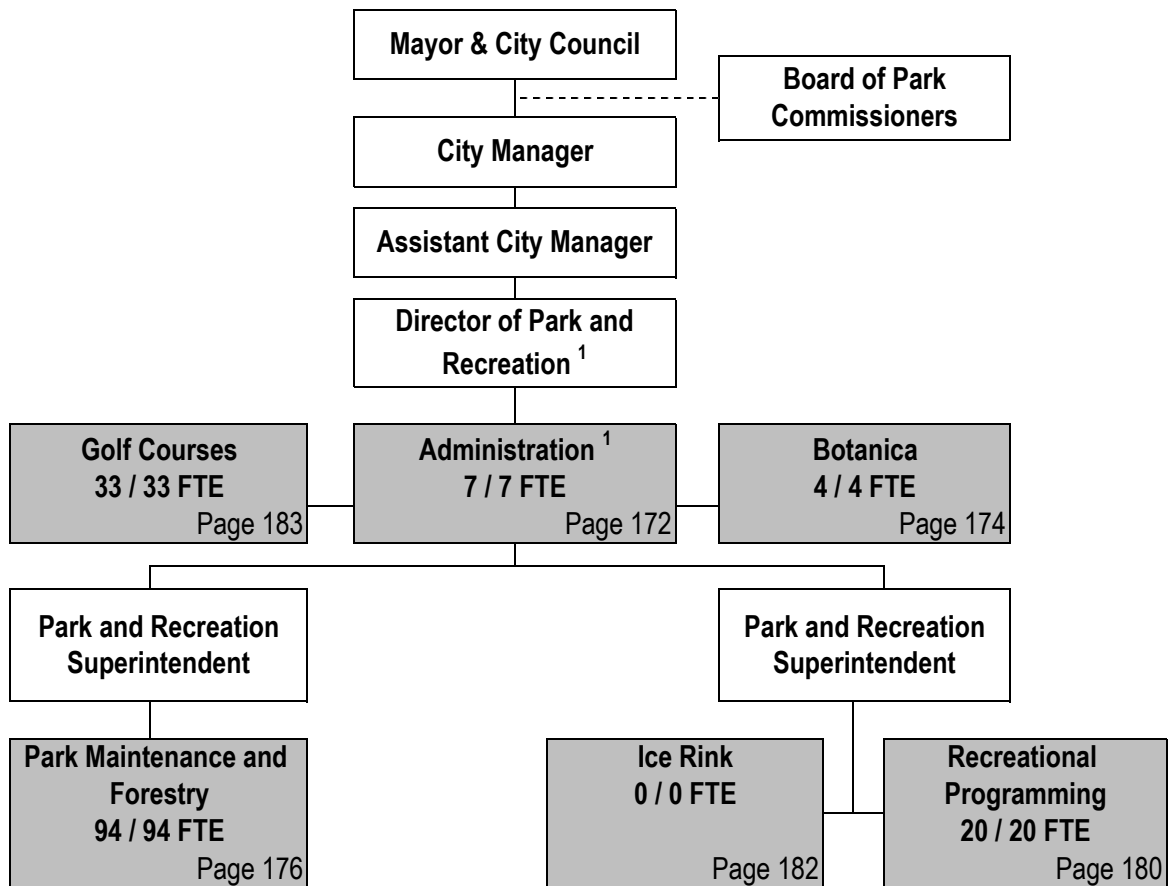 Mayor & City Council
Board of Park
Commissioners
City Manager
Assistant City Manager
Director of Park and
Recreation 1
Golf Courses
33 / 33 FTE
Page 183
Administration 1
7 / 7 FTE
Page 172
Botanica
4 / 4 FTE
Page 174
Park and Recreation
Superintendent
Park and Recreation
Superintendent
Park Maintenance and
Forestry
94 / 94 FTE
Page 176
Ice Rink
0 / 0 FTE
Page 182
Recreational
Programming
20 / 20 FTE
Page 180